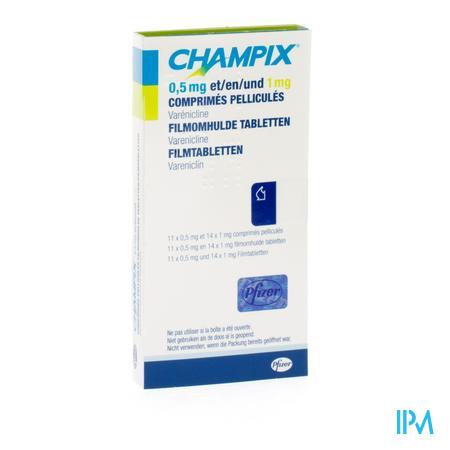 CHAMPIX®
0,5 mg et/en/und 1 mg
COMPRIMÉS PELLICULÉS
Varénicline
FILMOMHULDE TABLETTEN
Varenicline
FILMTABLETTEN
Vareniclin
11 x 0,5 mg et 14 x 1 mg comprimés pelliculés
11 x 0,5 mg en 14 x 1 mg filmomhulde tabletten
11 x 0,5 mg und 14 x 1 mg Filmtabletten
Pfizer
Ne pas utiliser si la boîte a été ouverte.
Niet gebruiken als de doos al is geopend.
Nicht verwenden, wenn die Packung bereits geöffnet war.
Pfizer
IPM